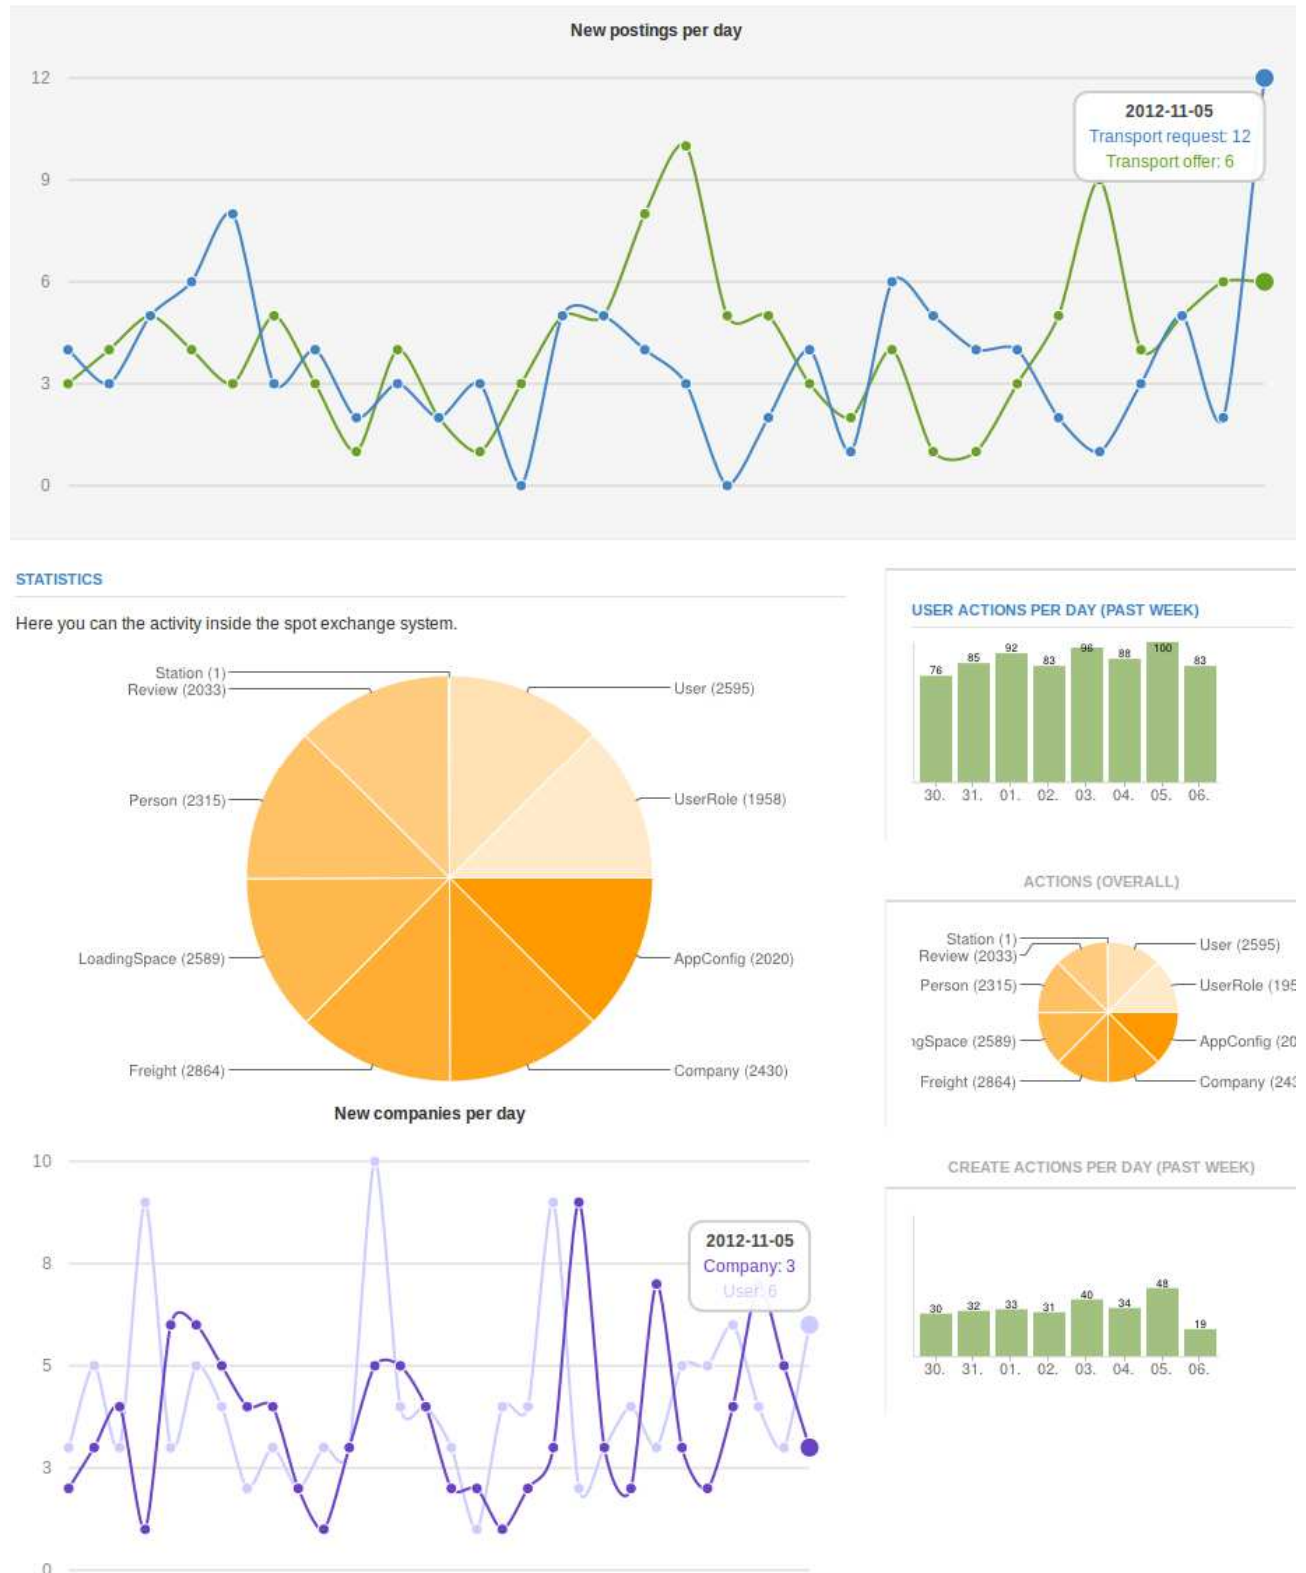 New postings per day
12
9
6
3
0
2012-11-05
Transport request: 12
Transport offer: 6
STATISTICS
Here you can the activity inside the spot exchange system.
Station (1)
Review (2033)
Person (2315)
LoadingSpace (2589)
Freight (2864)
User (2595)
UserRole (1958)
AppConfig (2020)
Company (2430)
New companies per day
10
8
5
3
0
2012-11-05
Company: 3
User: 6
USER ACTIONS PER DAY (PAST WEEK)
76 85 92 83 96 88 100 83
30. 31. 01. 02. 03. 04. 05. 06.
ACTIONS (OVERALL)
Station (1)
Review (2033)
Person (2315)
gSpace (2589)
Freight (2864)
User (2595)
UserRole (195
AppConfig (20
Company (243
CREATE ACTIONS PER DAY (PAST WEEK)
30 32 33 31 40 34 48 19
30. 31. 01. 02. 03. 04. 05. 06.